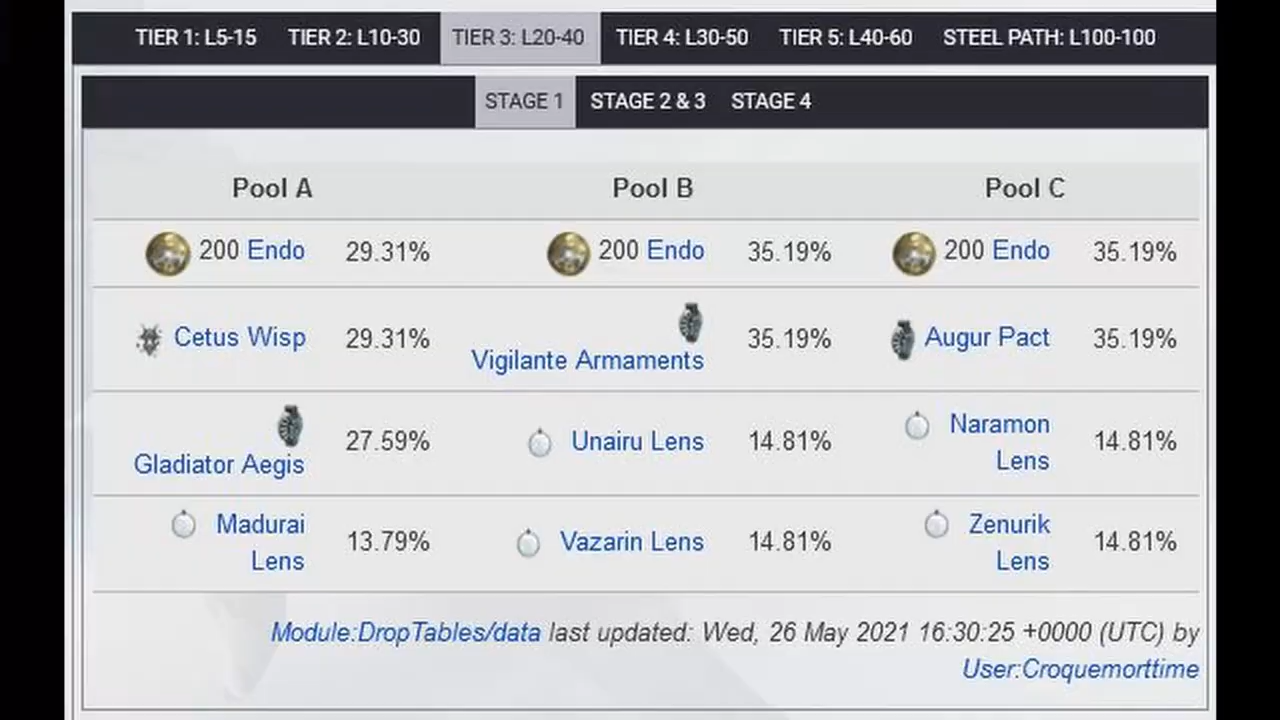 TIER 1: L5-15 TIER 2: L10-30 TIER 3: L20-40 TIER 4: L30-50 TIER 5: L40-60 STEEL PATH: L100-100
STAGE 1 STAGE 2 & 3 STAGE 4
Pool A Pool B Pool C
200 Endo 29.31% 200 Endo 35.19% 200 Endo 35.19%
Cetus Wisp 29.31% Vigilante Armaments 35.19% Augur Pact 35.19%
Gladiator Aegis 27.59% Unairu Lens 14.81% Naramon Lens 14.81%
Madurai Lens 13.79% Vazarin Lens 14.81% Zenurik Lens 14.81%
Module:DropTables/data last updated: Wed, 26 May 2021 16:30:25 +0000 (UTC) by
User:Croquemorttime